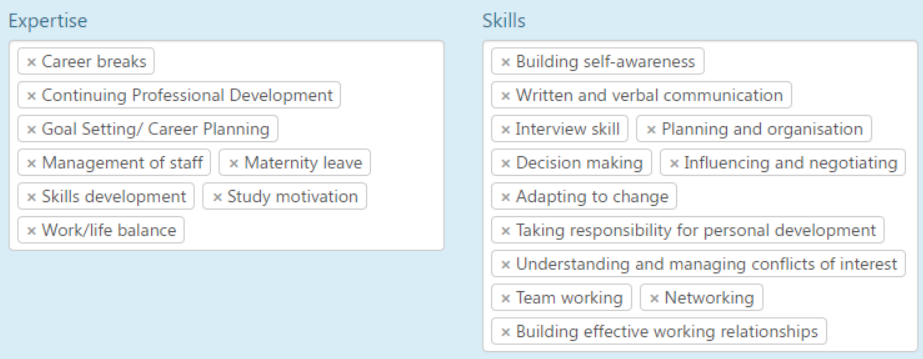 Expertise
× Career breaks
× Continuing Professional Development
× Goal Setting/ Career Planning
× Management of staff × Maternity leave
× Skills development × Study motivation
× Work/life balance
Skills
× Building self-awareness
× Written and verbal communication
× Interview skill × Planning and organisation
× Decision making × Influencing and negotiating
× Adapting to change
× Taking responsibility for personal development
× Understanding and managing conflicts of interest
× Team working × Networking
× Building effective working relationships